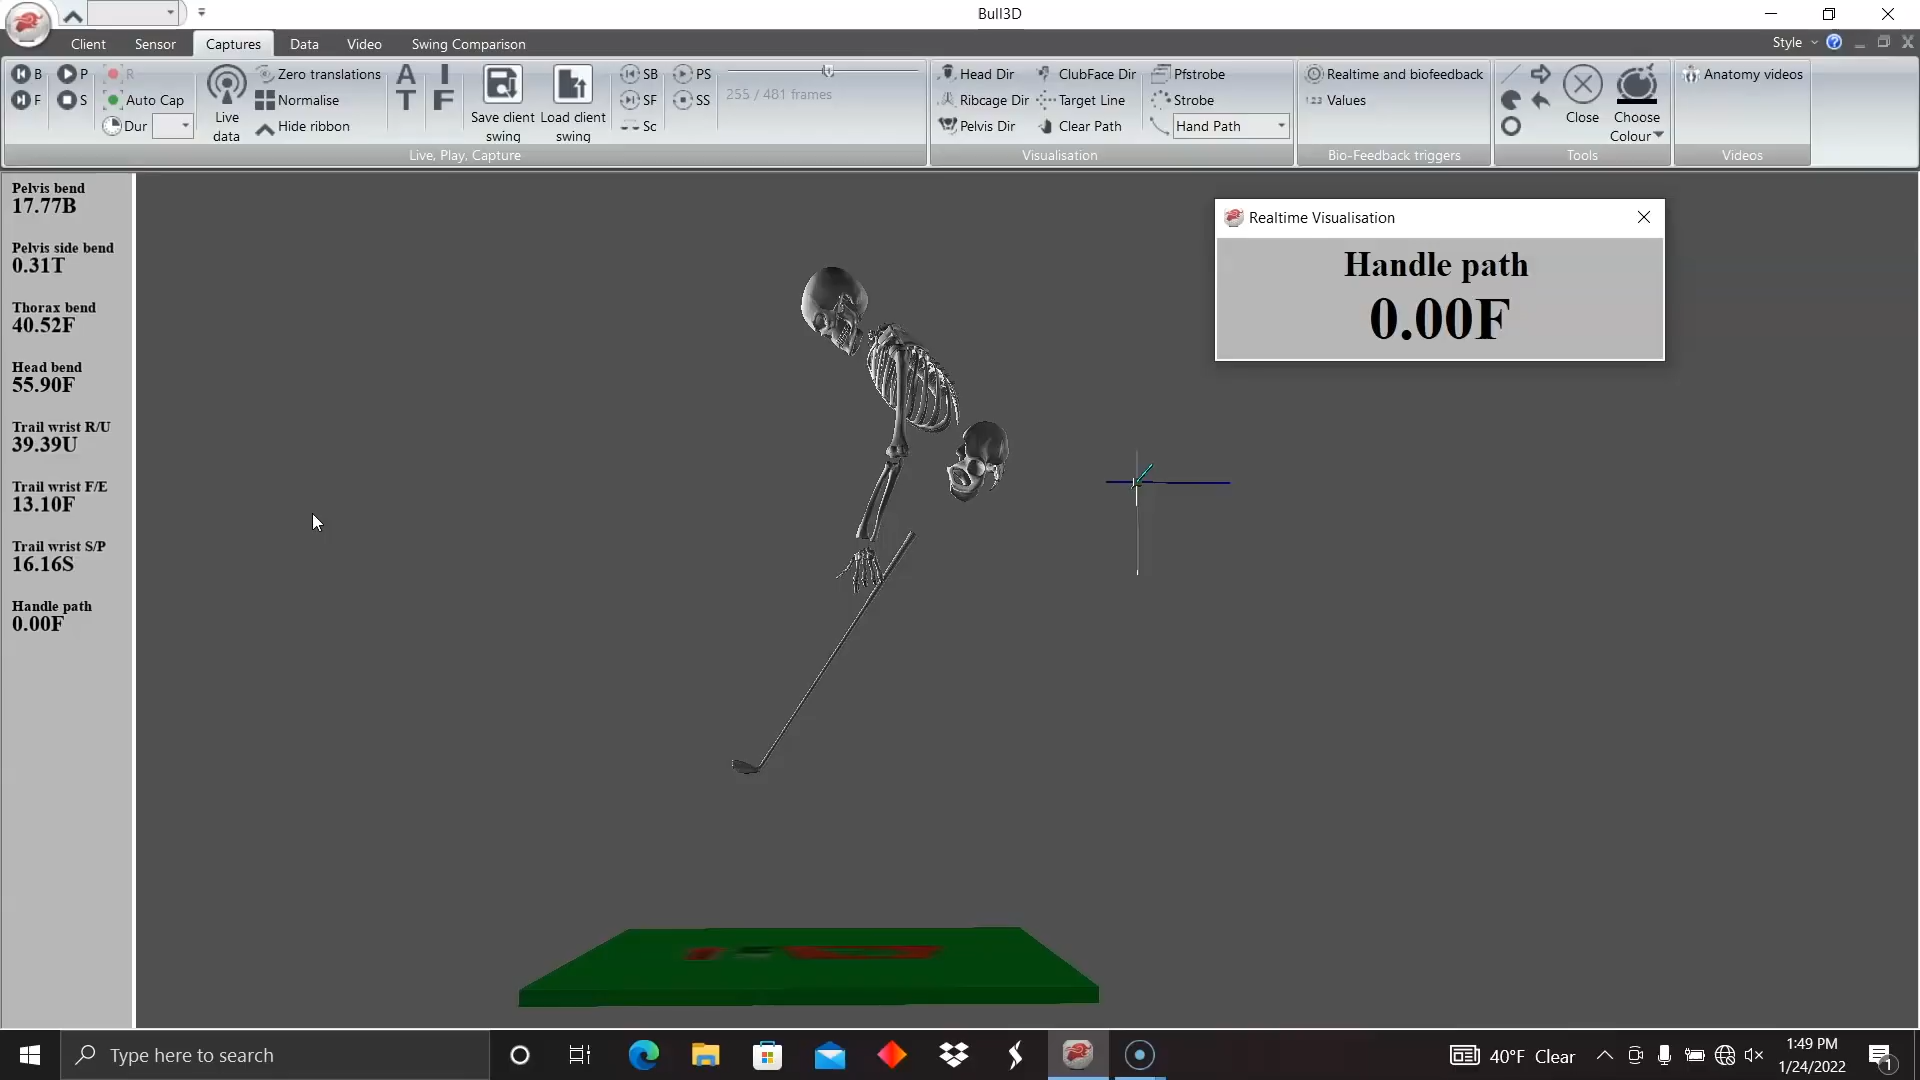 Bull3D
Client Sensor Captures Data Video Swing Comparison Style
B P R Zero translations A I SB PS Head Dir ClubFace Dir Pfstrobe Realtime and biofeedback Anatomy videos
F S Auto Cap Normalise T F SF SS 255 / 481 frames Ribcage Dir Target Line Strobe 123 Values
Dur Live data Hide ribbon Save client swing Load client swing Sc Pelvis Dir Clear Path Hand Path Close Choose Colour
Live, Play, Capture Visualisation Bio-Feedback triggers Tools Videos
Pelvis bend
17.77B
Pelvis side bend
0.31T
Thorax bend
40.52F
Head bend
55.90F
Trail wrist R/U
39.39U
Trail wrist F/E
13.10F
Trail wrist S/P
16.16S
Handle path
0.00F
Realtime Visualisation
Handle path
0.00F
Type here to search
40°F Clear
1:49 PM
1/24/2022
1